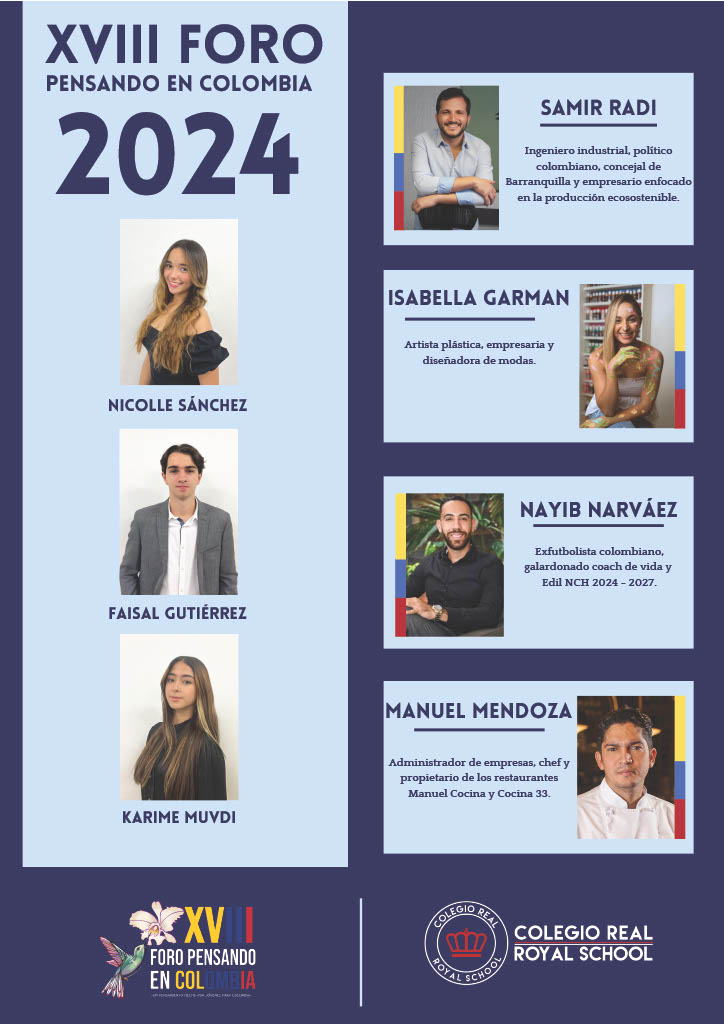 XVIII FORO
PENSANDO EN COLOMBIA
2024
NICOLLE SÁNCHEZ
FAISAL GUTIÉRREZ
KARIME MUVDI
SAMIR RADI
Ingeniero industrial, político
colombiano, concejal de
Barranquilla y empresario enfocado
en la producción ecosostenible.
ISABELLA GARMAN
Artista plástica, empresaria y
diseñadora de modas.
NAYIB NARVÁEZ
Exfutbolista colombiano,
galardonado coach de vida y
Edil NCH 2024 - 2027.
MANUEL MENDOZA
Administrador de empresas, chef y
propietario de los restaurantes
Manuel Cocina y Cocina 33.
XVIII
FORO PENSANDO
EN COLOMBIA
COLEGIO REAL
ROYAL SCHOOL
COLEGIO REAL
ROYAL SCHOOL